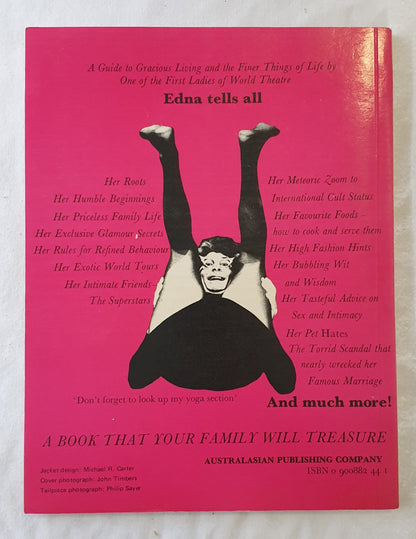 A Guide to Gracious Living and the Finer Things of Life by
One of the First Ladies of World Theatre
Edna tells all
Her Roots
Her Humble Beginnings
Her Priceless Family Life
Her Exclusive Glamour Secrets
Her Rules for Refined Behaviour
Her Exotic World Tours
Her Intimate Friends –
The Superstars
Her Meteoric Zoom to
International Cult Status
Her Favourite Foods –
how to cook and serve them
Her High Fashion Hints
Her Bubbling Wit
and Wisdom
Her Tasteful Advice on
Sex and Intimacy
Her Pet Hates
The Torrid Scandal that
nearly wrecked her
Famous Marriage
'Don't forget to look up my yoga section'
And much more!
A BOOK THAT YOUR FAMILY WILL TREASURE
Jacket design: Michael R. Carter
Cover photograph: John Timbers
Tailpiece photograph: Philip Sayer
AUSTRALASIAN PUBLISHING COMPANY
ISBN 0 900882 44 1